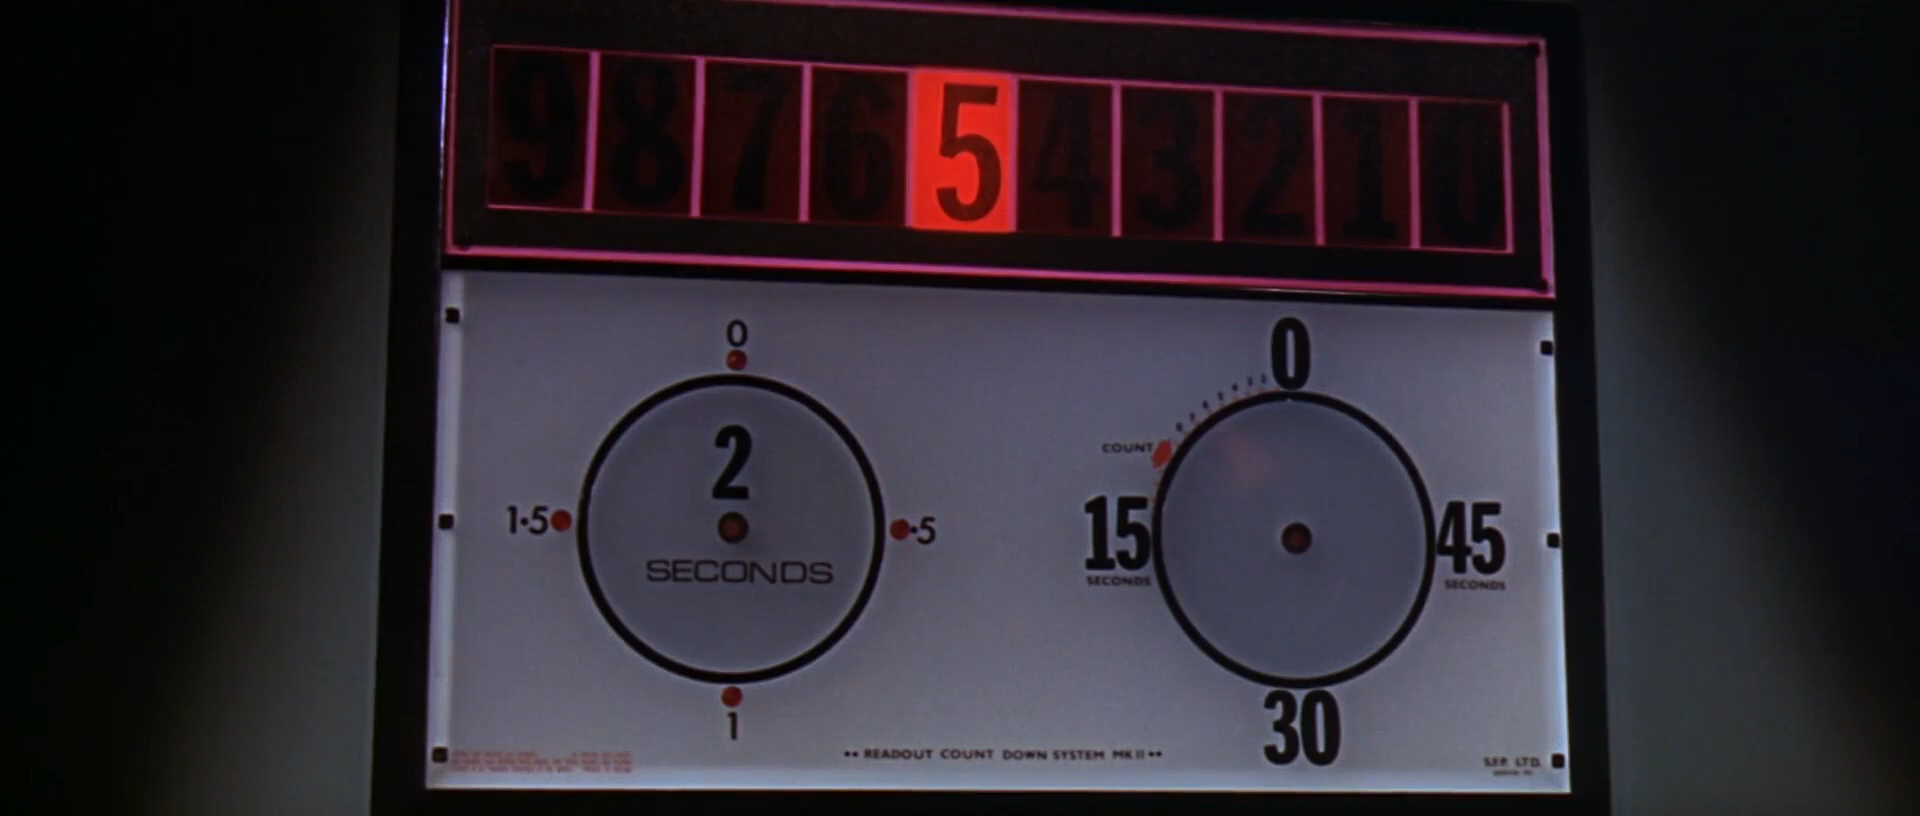 9 8 7 6 5 4 3 2 1 0
0
2
SECONDS
1·5
·5
1
0
COUNT
15
SECONDS
45
SECONDS
30
•• READOUT COUNT DOWN SYSTEM MK II ••
S.F.P. LTD.